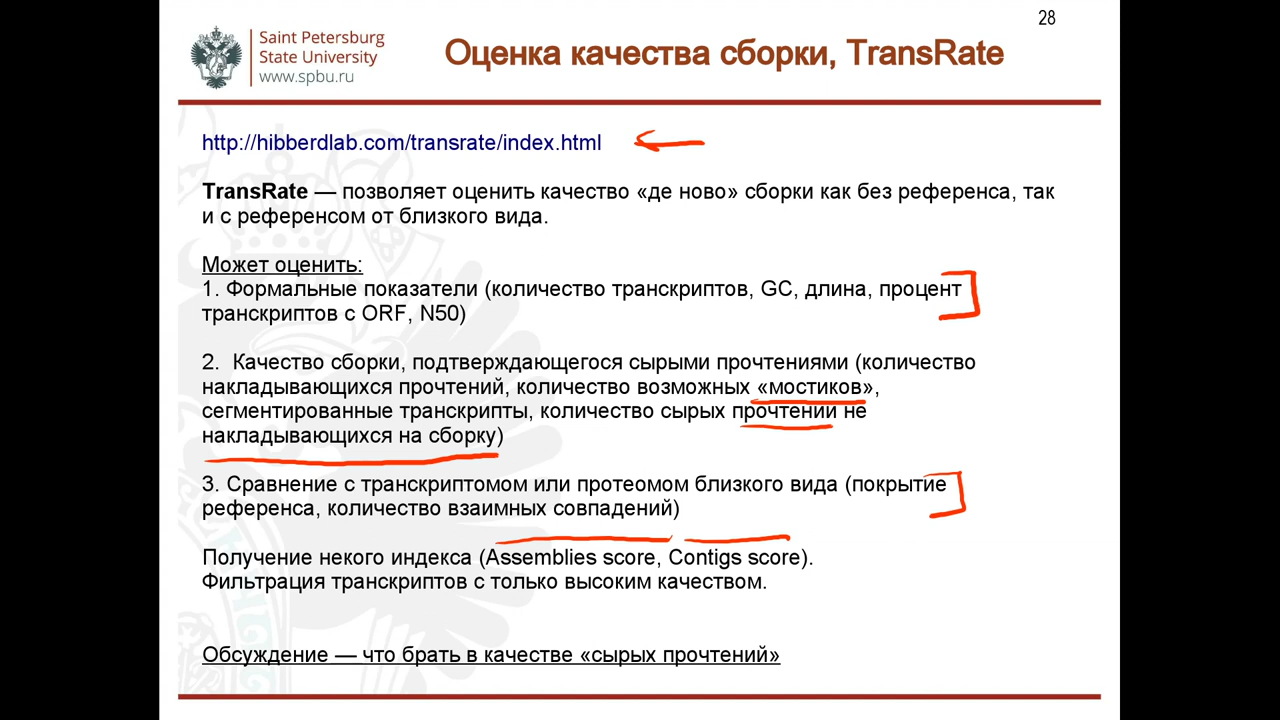 28
Saint Petersburg
State University
www.spbu.ru
Оценка качества сборки, TransRate
http://hibberdlab.com/transrate/index.html
TransRate — позволяет оценить качество «де ново» сборки как без референса, так
и с референсом от близкого вида.
Может оценить:
1. Формальные показатели (количество транскриптов, GC, длина, процент
транскриптов с ORF, N50)
2. Качество сборки, подтверждающегося сырыми прочтениями (количество
накладывающихся прочтений, количество возможных «мостиков»,
сегментированные транскрипты, количество сырых прочтений не
накладывающихся на сборку)
3. Сравнение с транскриптомом или протеомом близкого вида (покрытие
референса, количество взаимных совпадений)
Получение некого индекса (Assemblies score, Contigs score).
Фильтрация транскриптов с только высоким качеством.
Обсуждение — что брать в качестве «сырых прочтений»